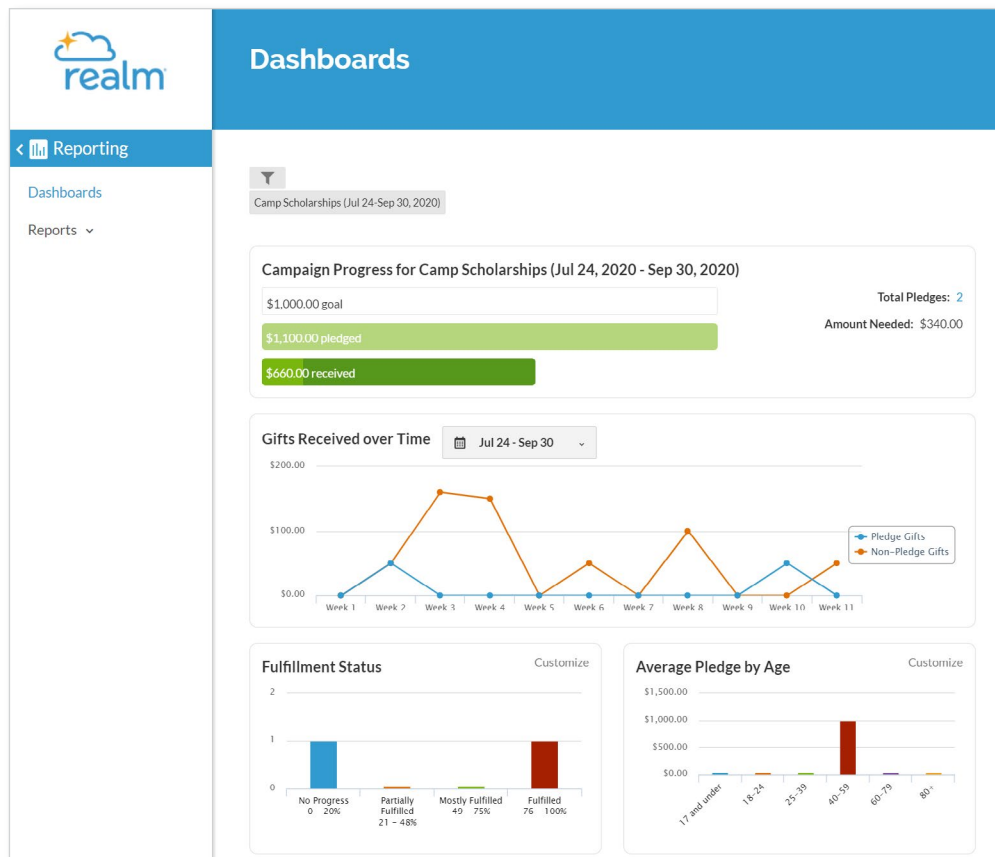 realm
Dashboards
Reporting
Dashboards
Reports
Camp Scholarships (Jul 24-Sep 30, 2020)
Campaign Progress for Camp Scholarships (Jul 24, 2020 - Sep 30, 2020)
$1,000.00 goal
Total Pledges: 2
Amount Needed: $340.00
$1,100.00 pledged
$660.00 received
Gifts Received over Time
Jul 24 - Sep 30
$200.00
$100.00
$0.00
Pledge Gifts
Non-Pledge Gifts
Week 1 Week 2 Week 3 Week 4 Week 5 Week 6 Week 7 Week 8 Week 9 Week 10 Week 11
Fulfillment Status
Customize
2
1
0
No Progress
0 20%
Partially
Fulfilled
21 - 48%
Mostly Fulfilled
49 75%
Fulfilled
76 100%
Average Pledge by Age
Customize
$1,500.00
$1,000.00
$500.00
$0.00
17 and under
18-24
25-39
40-59
60-79
80+